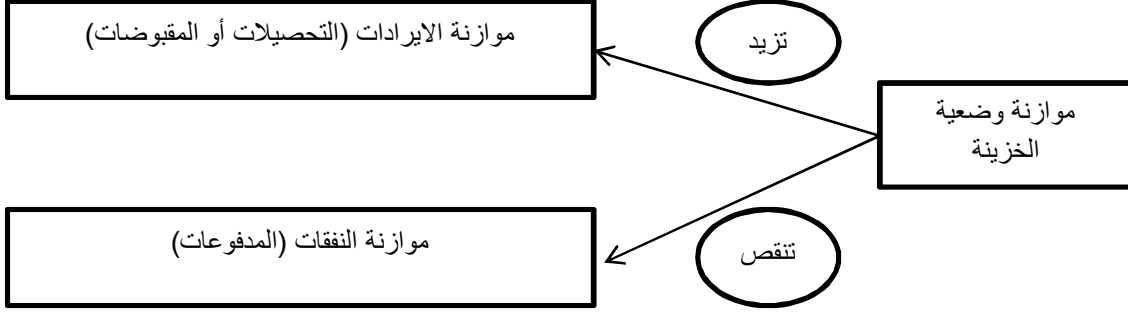 موازنة الايرادات (التحصيلات أو المقبوضات)
تزيد
موازنة وضعية
الخزينة
موازنة النفقات (المدفوعات)
تنقص